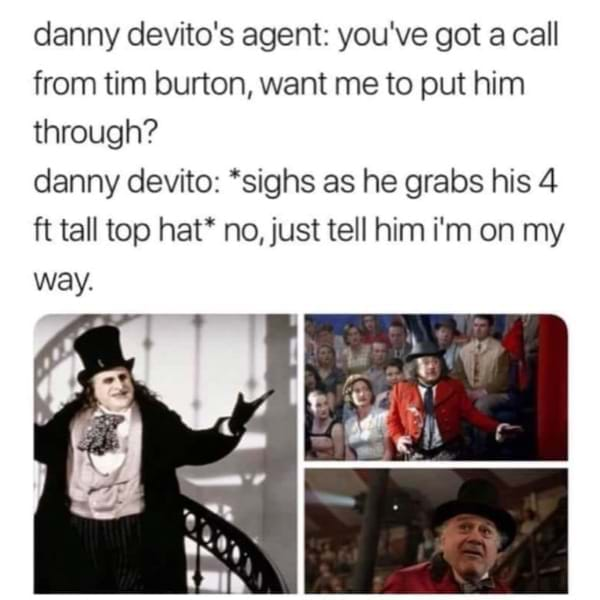 danny devito's agent: you've got a call
from tim burton, want me to put him
through?
danny devito: *sighs as he grabs his 4
ft tall top hat* no, just tell him i'm on my
way.